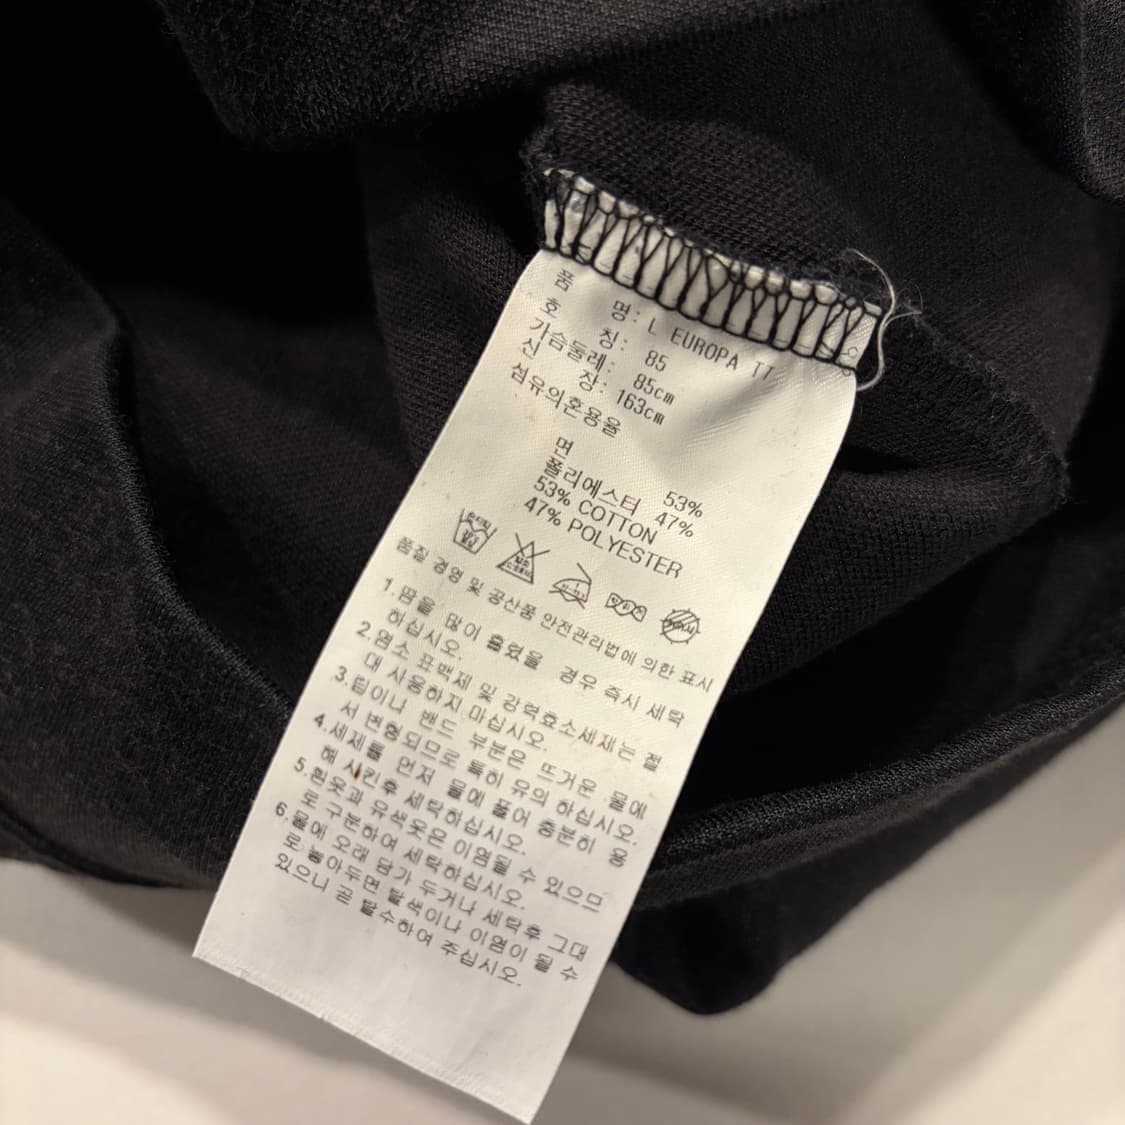 품 명: L EUROPA TT
호 칭: 85
가슴둘레: 85cm
신 장: 163cm
섬유의혼용율
면 53%
폴리에스터 47%
53% COTTON
47% POLYESTER
품질 경영 및 공산품 안전관리법에 의한 표시
1.땀을 많이 흘렸을 경우 즉시 세탁
하십시오.
2.염소 표백제 및 강력효소세제는 절
대 사용하지 마십시오.
3.립이나 밴드 부분은 뜨거운 물에
서 변형되므로 특히 유의 하십시오.
4.세제를 먼저 물에 풀어 충분히 용
해 시킨후 세탁하십시오.
5.흰옷과 유색옷은 이염될 수 있으므
로 구분하여 세탁하십시오.
6.물에 오래 담가 두거나 세탁후 그대
로 놓아두면 탈색이나 이염이 될 수
있으니 곧 탈수하여 주십시오.